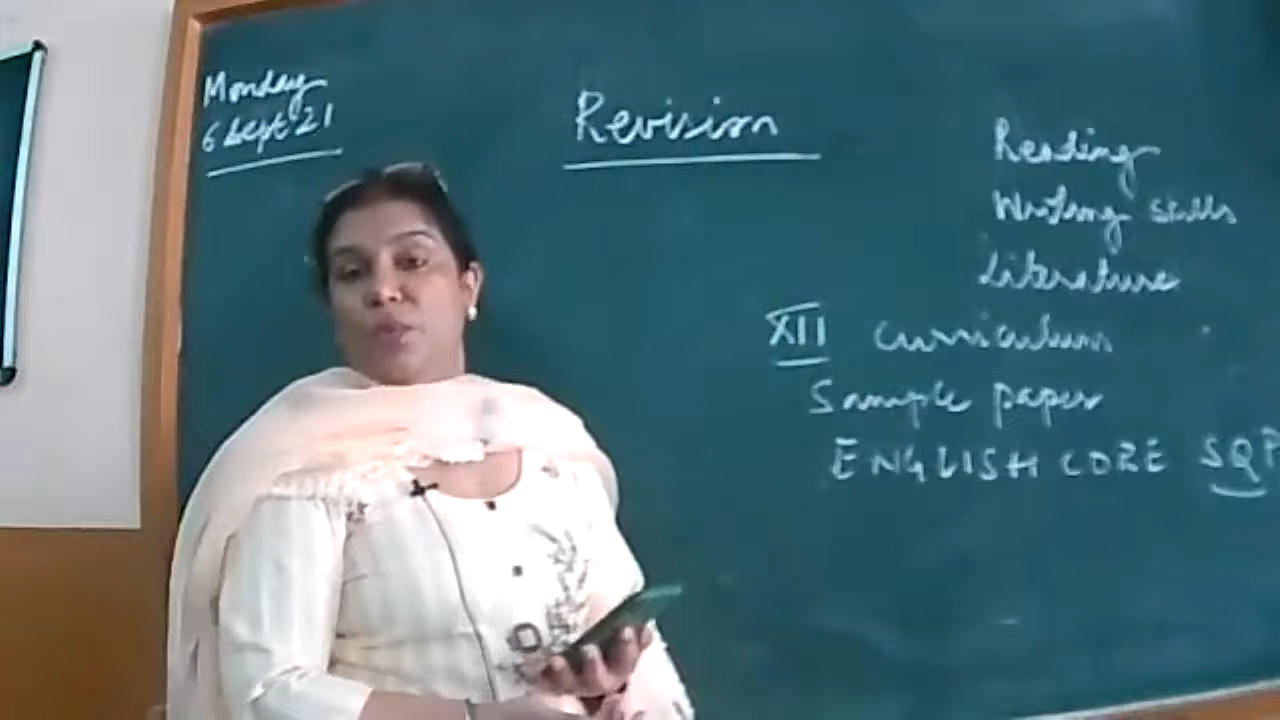 Monday
6 Sept 21
Revision
Reading
Writing Skills
Literature
XII curriculum
Sample paper
ENGLISH CORE SQP